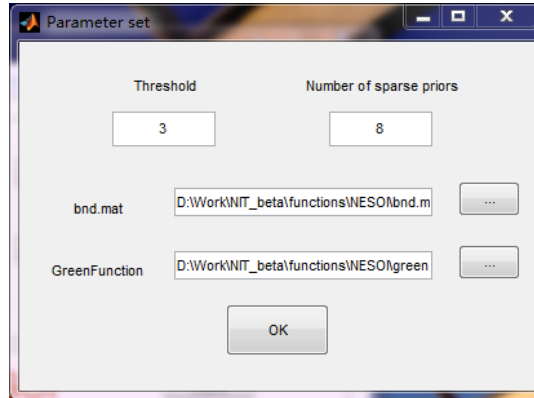 Parameter set
Threshold
Number of sparse priors
3
8
bnd.mat
D:\Work\NIT_beta\functions\NESOI\bnd.m
...
GreenFunction
D:\Work\NIT_beta\functions\NESOI\green
...
OK